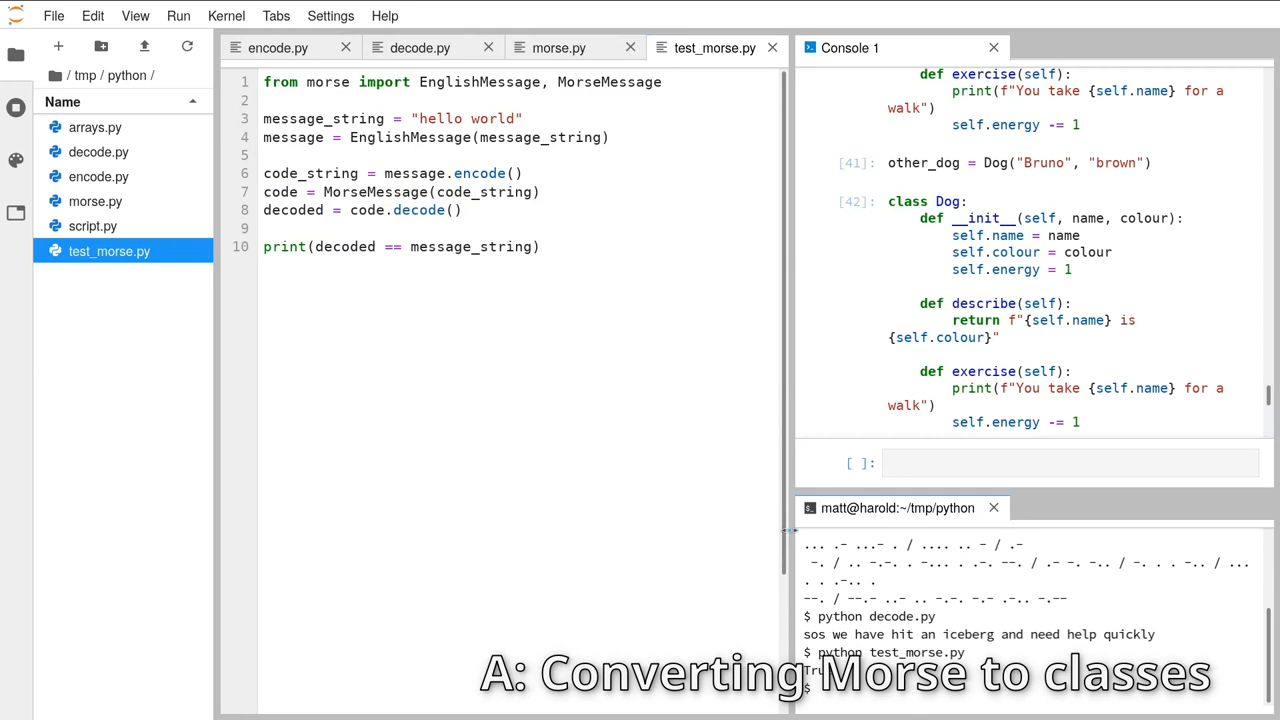 File Edit View Run Kernel Tabs Settings Help
/ tmp / python /
Name
arrays.py
decode.py
encode.py
morse.py
script.py
test_morse.py
encode.py
decode.py
morse.py
test_morse.py
1 from morse import EnglishMessage, MorseMessage
2
3 message_string = "hello world"
4 message = EnglishMessage(message_string)
5
6 code_string = message.encode()
7 code = MorseMessage(code_string)
8 decoded = code.decode()
9
10 print(decoded == message_string)
Console 1
def exercise(self):
print(f"You take {self.name} for a
walk")
self.energy -= 1
[41]: other_dog = Dog("Bruno", "brown")
[42]: class Dog:
def __init__(self, name, colour):
self.name = name
self.colour = colour
self.energy = 1
def describe(self):
return f"{self.name} is
{self.colour}"
def exercise(self):
print(f"You take {self.name} for a
walk")
self.energy -= 1
[ ]:
matt@harold:~/tmp/python
... .- ...- . / .... .. - / .-
-. / .. -.-. . -... . .-. --. / .- -. -.. / -. . . -.. / ...
. . .-.. .
--. / --.- ..- .. -.-. -.- .-.. -.--
$ python decode.py
sos we have hit an iceberg and need help quickly
$ python test_morse.py
$
A: Converting Morse to classes